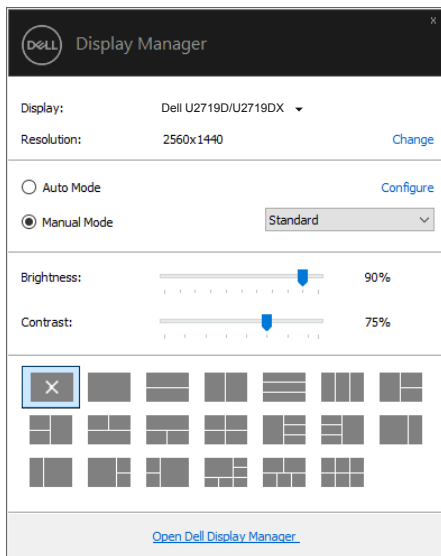 x
DELL Display Manager
Display: Dell U2719D/U2719DX
Resolution: 2560x1440 Change
Auto Mode Configure
Manual Mode Standard
Brightness: 90%
Contrast: 75%
Open Dell Display Manager